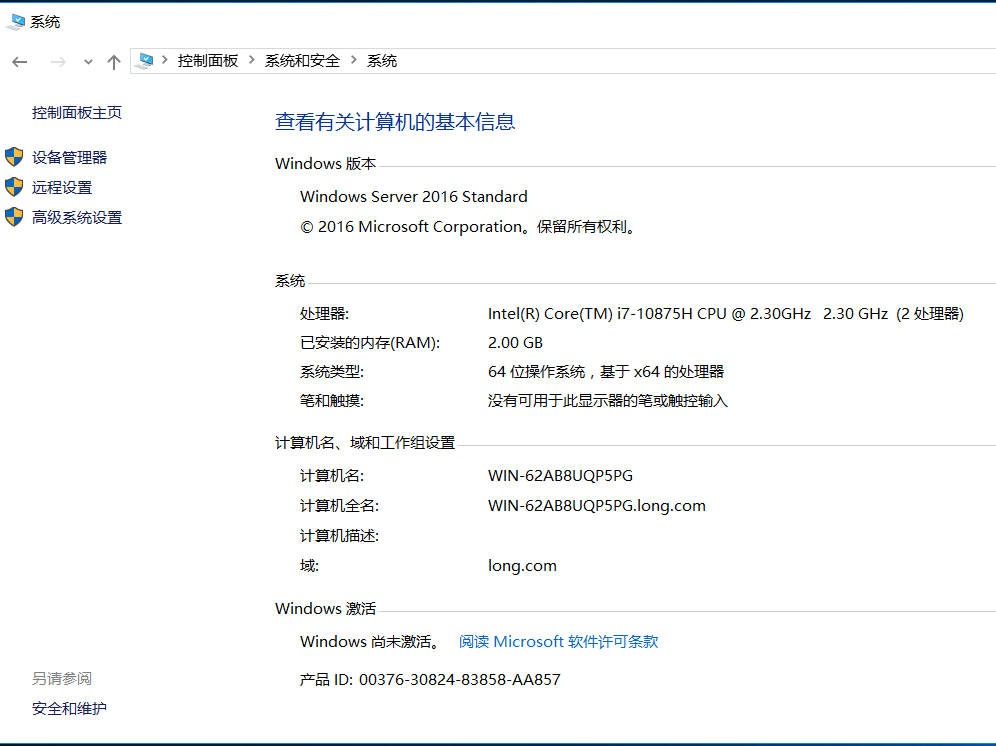 系统
控制面板 系统和安全 系统
控制面板主页
设备管理器
远程设置
高级系统设置
查看有关计算机的基本信息
Windows 版本
Windows Server 2016 Standard
© 2016 Microsoft Corporation。保留所有权利。
系统
处理器: Intel(R) Core(TM) i7-10875H CPU @ 2.30GHz 2.30 GHz (2 处理器)
已安装的内存(RAM): 2.00 GB
系统类型: 64 位操作系统，基于 x64 的处理器
笔和触摸: 没有可用于此显示器的笔或触控输入
计算机名、域和工作组设置
计算机名: WIN-62AB8UQP5PG
计算机全名: WIN-62AB8UQP5PG.long.com
计算机描述:
域: long.com
Windows 激活
Windows 尚未激活。 阅读 Microsoft 软件许可条款
产品 ID: 00376-30824-83858-AA857
另请参阅
安全和维护